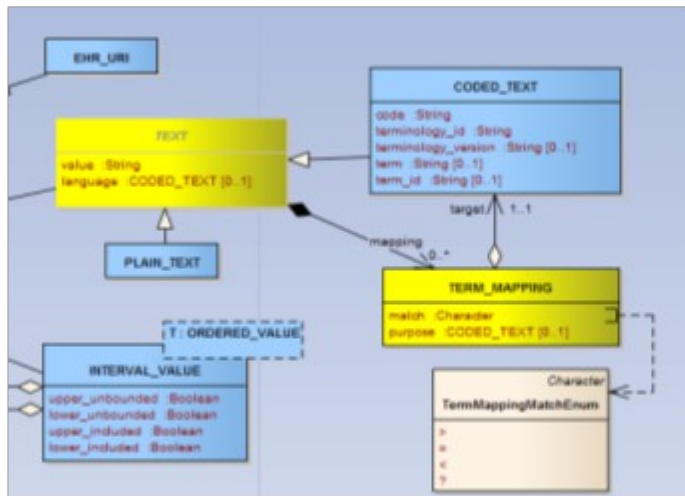 EHR_URI
TEXT
value :String
language :CODED_TEXT [0..1]
PLAIN_TEXT
CODED_TEXT
code :String
terminology_id :String
terminology_version :String [0..1]
term :String [0..1]
term_id :String [0..1]
target
1..1
mapping
0..*
TERM_MAPPING
match :Character
purpose :CODED_TEXT [0..1]
T : ORDERED_VALUE
INTERVAL_VALUE
upper_unbounded :Boolean
lower_unbounded :Boolean
upper_included :Boolean
lower_included :Boolean
Character
TermMappingMatchEnum
>
=
<
?